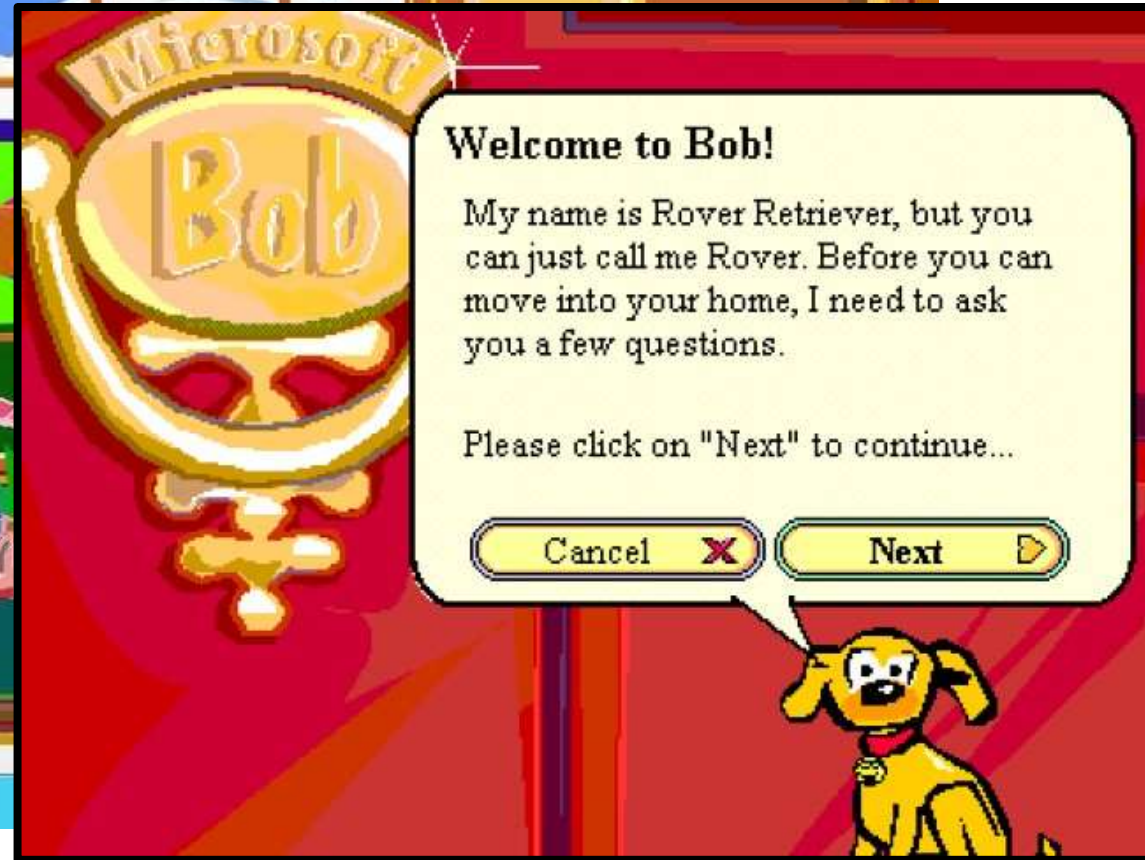 Microsoft
Bob
Welcome to Bob!
My name is Rover Retriever, but you
can just call me Rover. Before you can
move into your home, I need to ask
you a few questions.
Please click on "Next" to continue...
Cancel
Next